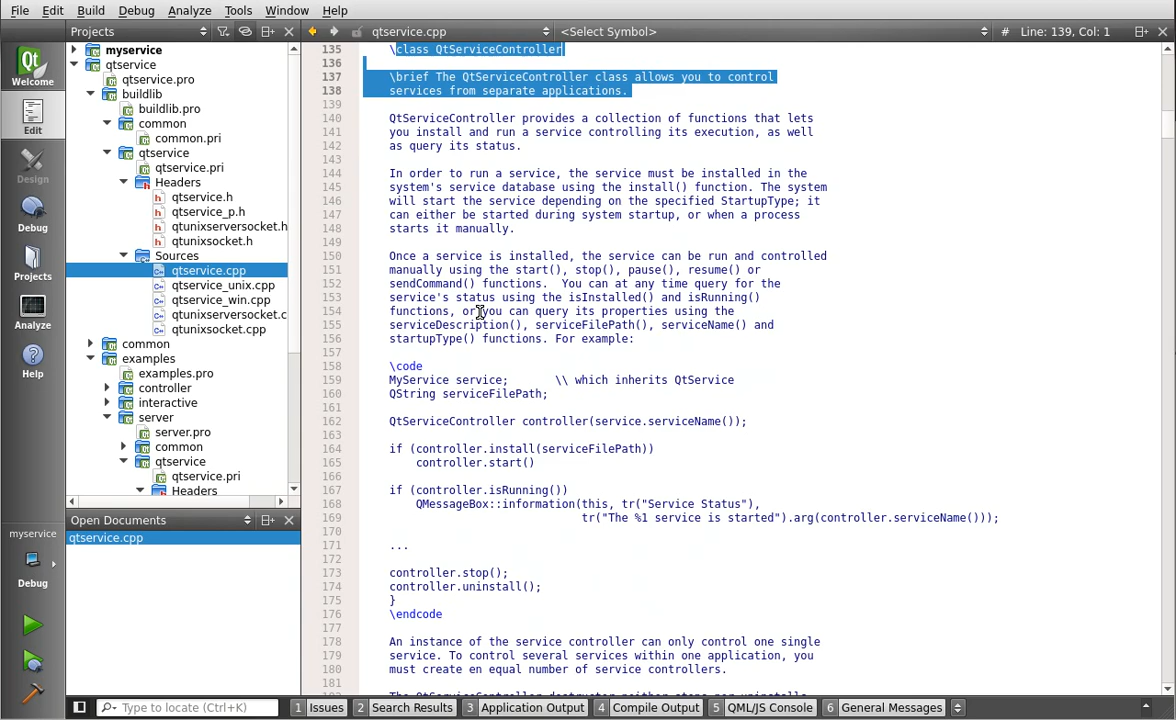 File Edit Build Debug Analyze Tools Window Help
Projects qtservice.cpp <Select Symbol> # Line: 139, Col: 1
Welcome
Edit
Design
Debug
Projects
Analyze
Help
myservice
Debug
myservice
qtservice
qtservice.pro
buildlib
buildlib.pro
common
common.pri
qtservice
qtservice.pri
Headers
qtservice.h
qtservice_p.h
qtunixserversocket.h
qtunixsocket.h
Sources
qtservice.cpp
qtservice_unix.cpp
qtservice_win.cpp
qtunixserversocket.c
qtunixsocket.cpp
common
examples
examples.pro
controller
interactive
server
server.pro
common
qtservice
qtservice.pri
Headers
Open Documents
qtservice.cpp
135 \class QtServiceController
136
137 \brief The QtServiceController class allows you to control
138 services from separate applications.
139
140 QtServiceController provides a collection of functions that lets
141 you install and run a service controlling its execution, as well
142 as query its status.
143
144 In order to run a service, the service must be installed in the
145 system's service database using the install() function. The system
146 will start the service depending on the specified StartupType; it
147 can either be started during system startup, or when a process
148 starts it manually.
149
150 Once a service is installed, the service can be run and controlled
151 manually using the start(), stop(), pause(), resume() or
152 sendCommand() functions.  You can at any time query for the
153 service's status using the isInstalled() and isRunning()
154 functions, or you can query its properties using the
155 serviceDescription(), serviceFilePath(), serviceName() and
156 startupType() functions. For example:
157
158 \code
159 MyService service;       \\ which inherits QtService
160 QString serviceFilePath;
161
162 QtServiceController controller(service.serviceName());
163
164 if (controller.install(serviceFilePath))
165     controller.start()
166
167 if (controller.isRunning())
168     QMessageBox::information(this, tr("Service Status"),
169                              tr("The %1 service is started").arg(controller.serviceName()));
170
171 ...
172
173 controller.stop();
174 controller.uninstall();
175 }
176 \endcode
177
178 An instance of the service controller can only control one single
179 service. To control several services within one application, you
180 must create en equal number of service controllers.
181
Type to locate (Ctrl+K) 1 Issues 2 Search Results 3 Application Output 4 Compile Output 5 QML/JS Console 6 General Messages